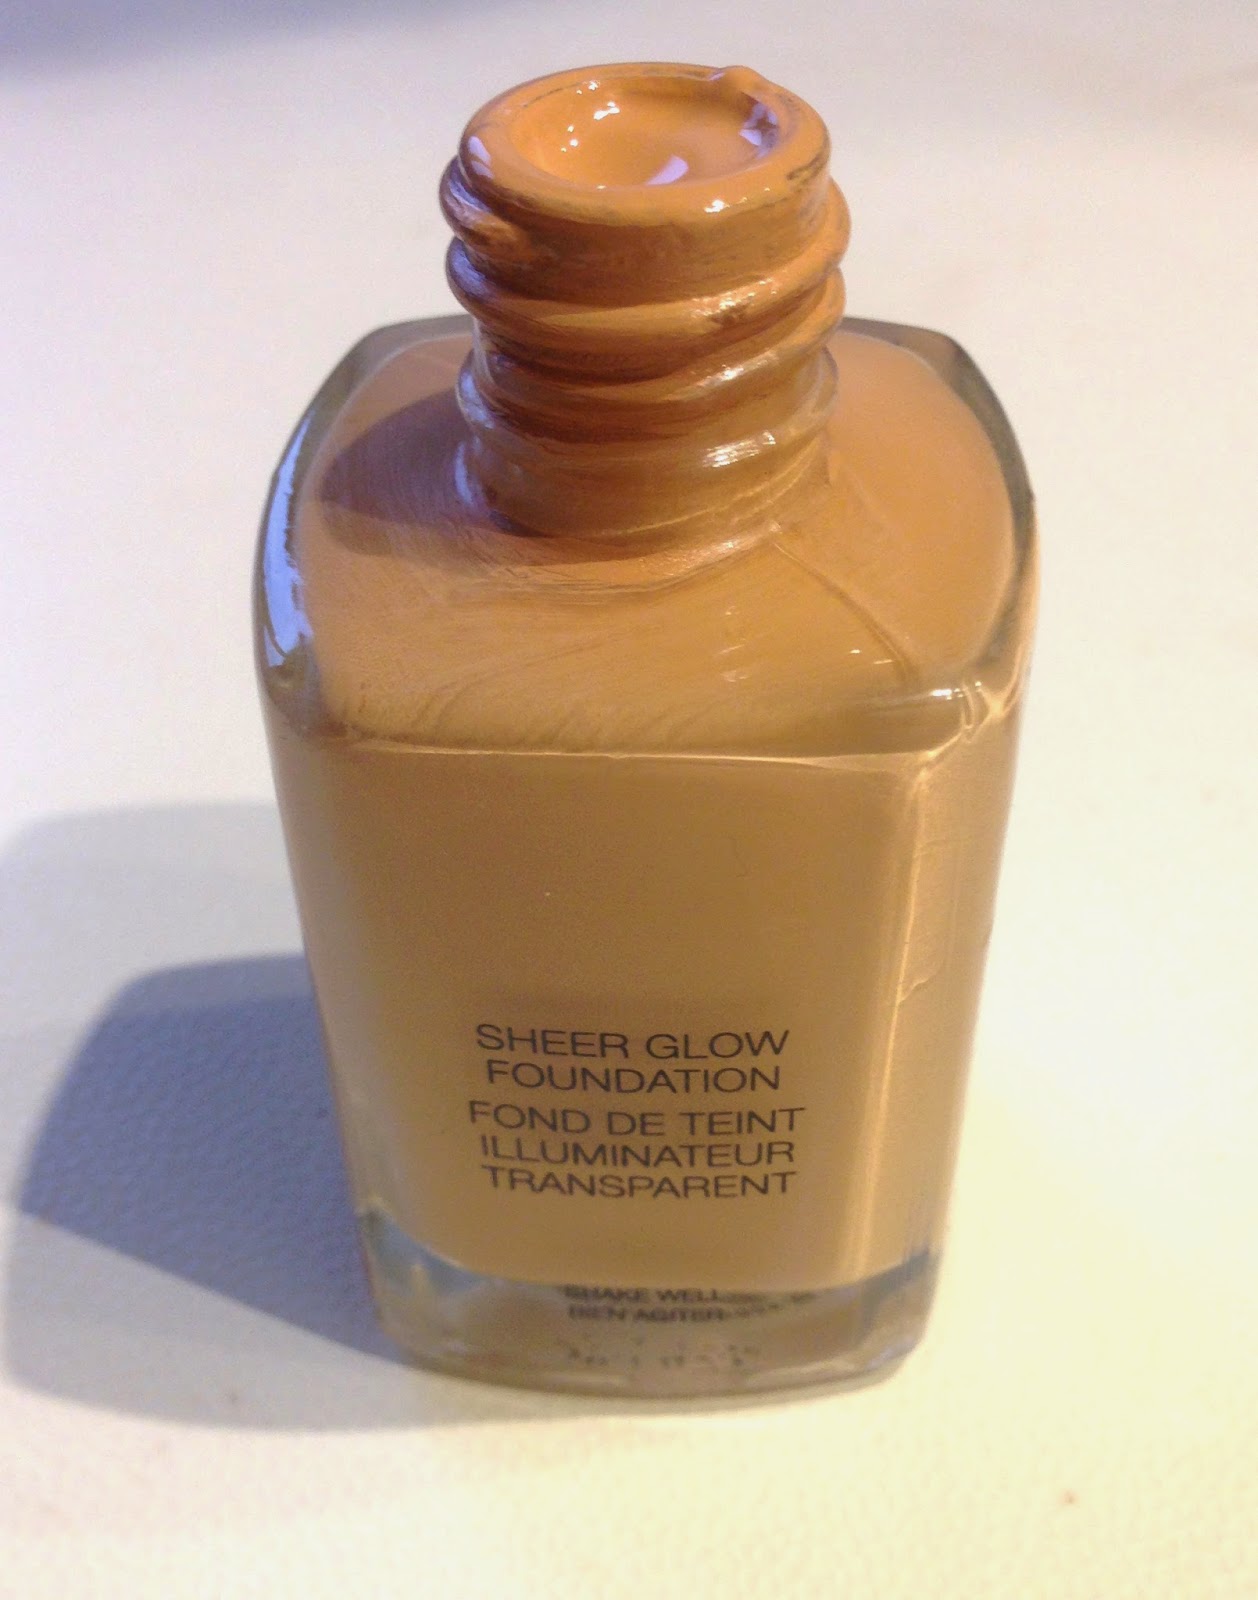 SHEER GLOW
FOUNDATION
FOND DE TEINT
ILLUMINATEUR
TRANSPARENT
SHAKE WELL
BIEN AGITER